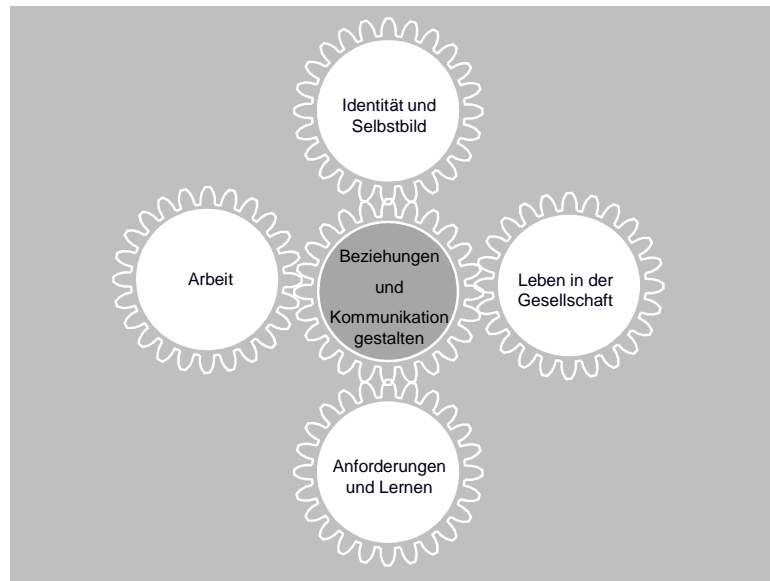 Identität und
Selbstbild
Arbeit
Beziehungen
und
Kommunikation
gestalten
Leben in der
Gesellschaft
Anforderungen
und Lernen